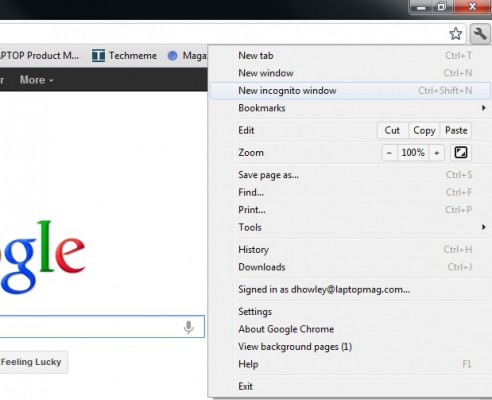 APTOP Product M... Techmeme Maga
r More
New tab Ctrl+T
New window Ctrl+N
New incognito window Ctrl+Shift+N
Bookmarks
Edit Cut Copy Paste
Zoom - 100% +
Save page as... Ctrl+S
Find... Ctrl+F
Print... Ctrl+P
Tools
History Ctrl+H
Downloads Ctrl+J
Signed in as dhowley@laptopmag.com...
Settings
About Google Chrome
View background pages (1)
Help F1
Exit
ogle
Feeling Lucky